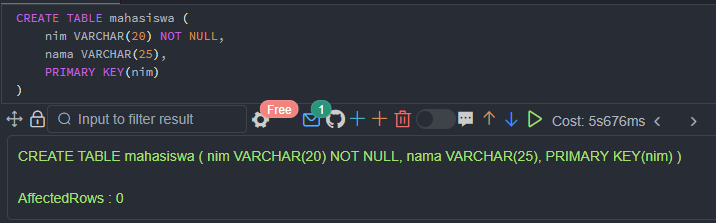 CREATE TABLE mahasiswa (
nim VARCHAR(20) NOT NULL,
nama VARCHAR(25),
PRIMARY KEY(nim)
)
Input to filter result Free 1 Cost: 5s676ms
CREATE TABLE mahasiswa ( nim VARCHAR(20) NOT NULL, nama VARCHAR(25), PRIMARY KEY(nim) )
AffectedRows : 0